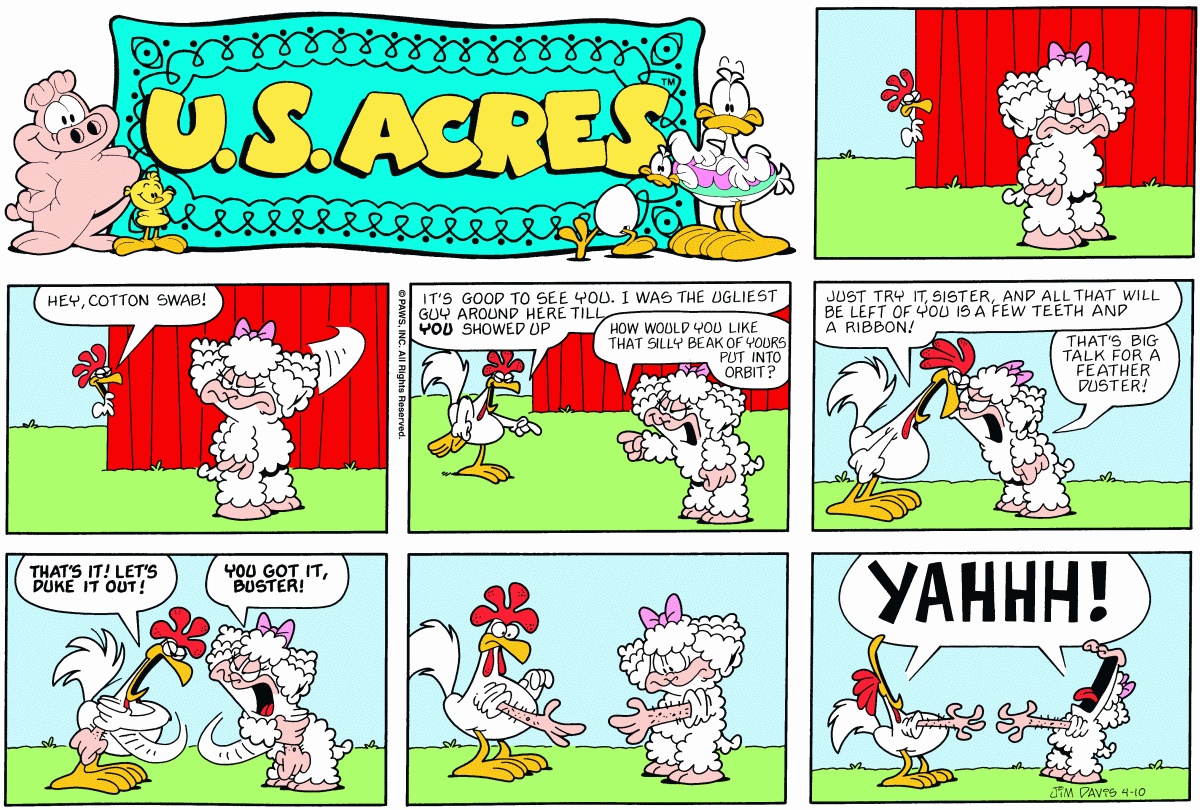 U.S. ACRES
TM
HEY, COTTON SWAB!
© PAWS, INC. All Rights Reserved.
IT'S GOOD TO SEE YOU. I WAS THE UGLIEST
GUY AROUND HERE TILL
YOU SHOWED UP
HOW WOULD YOU LIKE
THAT SILLY BEAK OF YOURS
PUT INTO
ORBIT?
JUST TRY IT, SISTER, AND ALL THAT WILL
BE LEFT OF YOU IS A FEW TEETH AND
A RIBBON!
THAT'S BIG
TALK FOR A
FEATHER
DUSTER!
THAT'S IT! LET'S
DUKE IT OUT!
YOU GOT IT,
BUSTER!
YAHHH!
JIM DAVIS 4-10